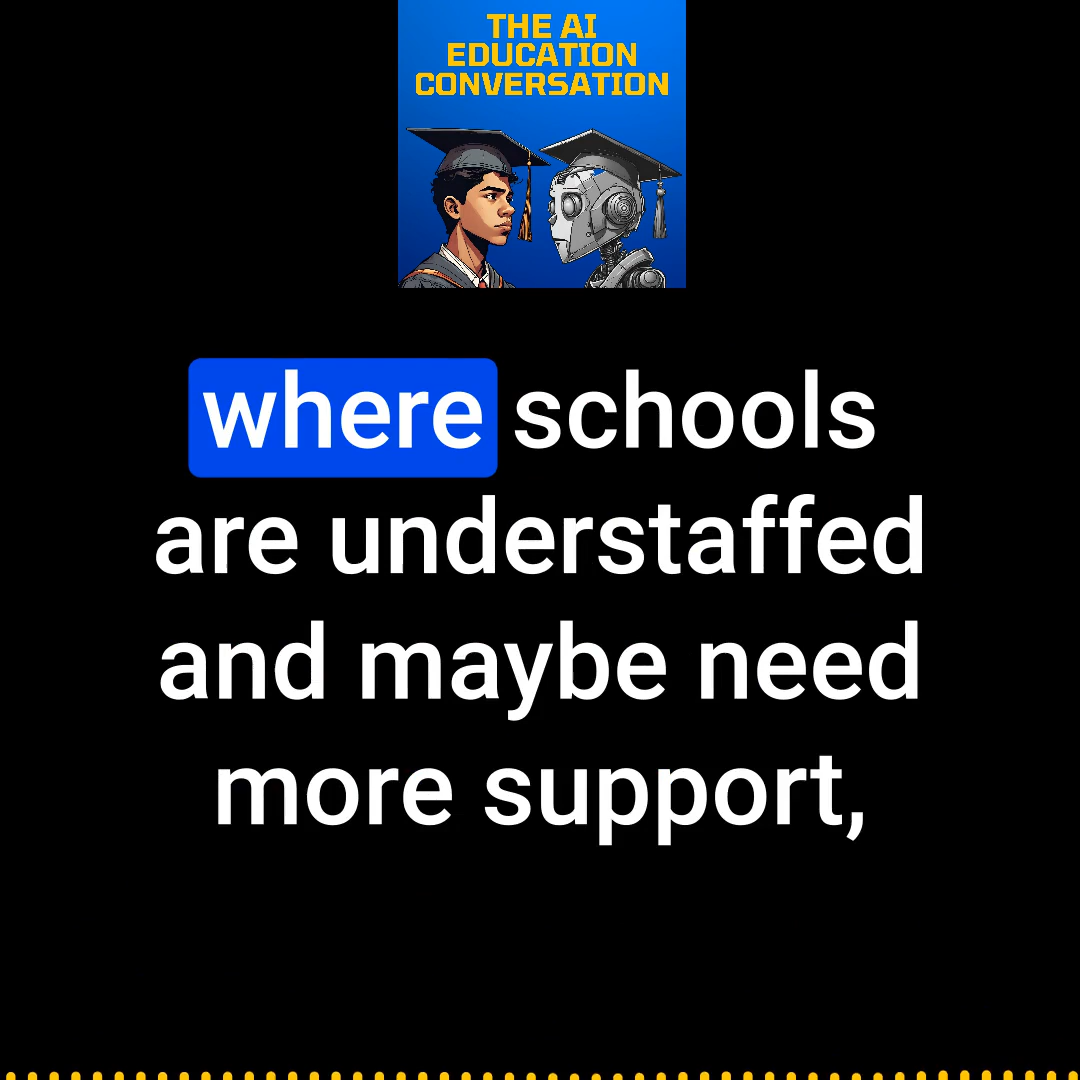 THE AI
EDUCATION
CONVERSATION
where schools
are understaffed
and maybe need
more support,